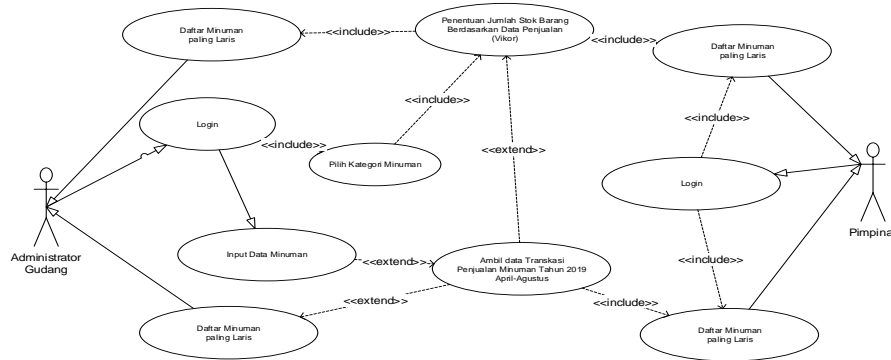 Daftar Minuman
paling Laris
<<include>>
Penentuan Jumlah Stok Barang
Berdasarkan Data Penjualan
(Vikor)
<<include>>
Daftar Minuman
paling Laris
<<include>>
<<include>>
Login
<<include>>
Pilih Kategori Minuman
<<extend>>
Login
Administrator
Gudang
Pimpina
Input Data Minuman
<<extend>>
Ambil data Transkasi
Penjualan Minuman Tahun 2019
April-Agustus
<<include>>
<<extend>>
<<include>>
Daftar Minuman
paling Laris
Daftar Minuman
paling Laris